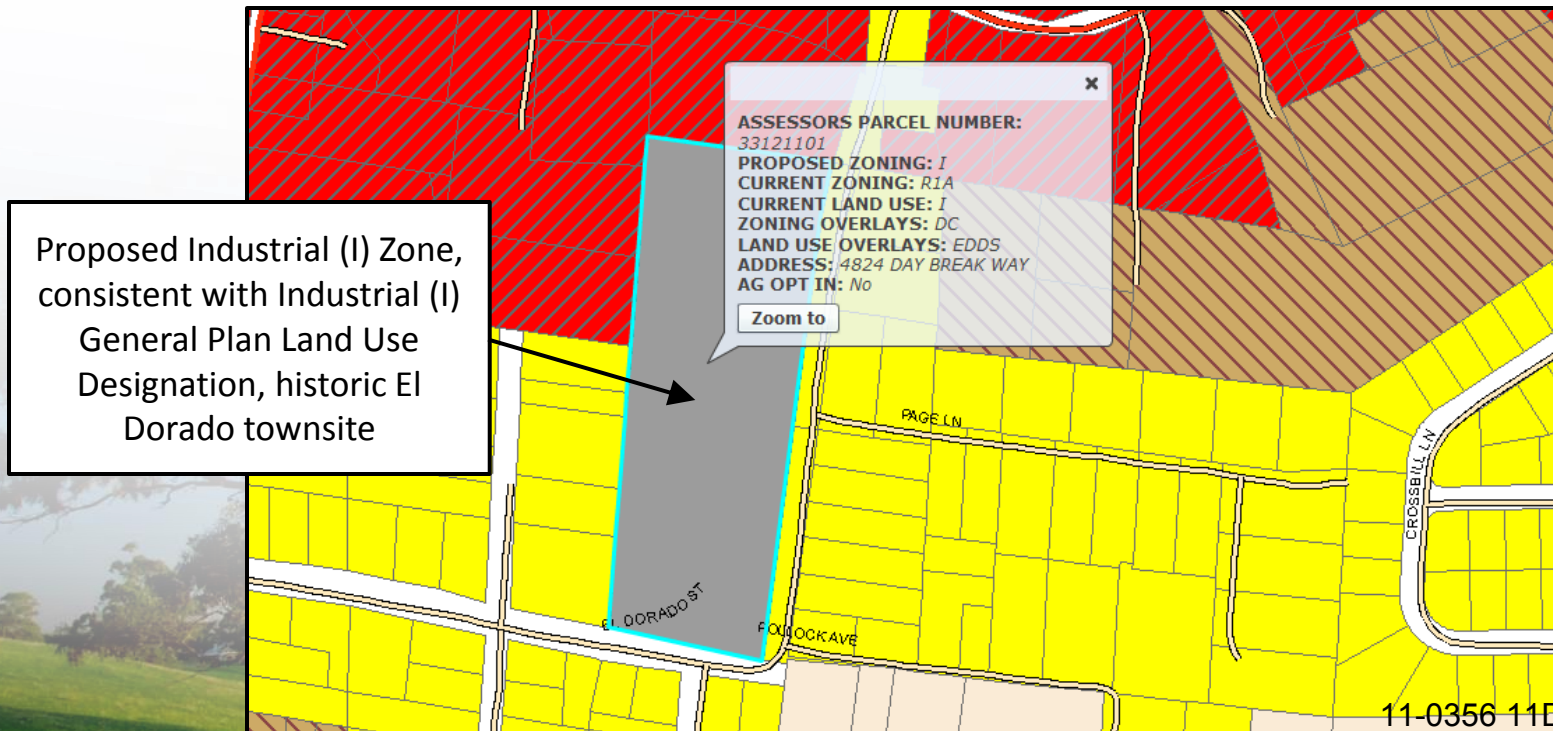 ASSESSORS PARCEL NUMBER:
33121101
PROPOSED ZONING: I
CURRENT ZONING: R1A
CURRENT LAND USE: I
ZONING OVERLAYS: DC
LAND USE OVERLAYS: EDDS
ADDRESS: 4824 DAY BREAK WAY
AG OPT IN: No
Zoom to
Proposed Industrial (I) Zone,
consistent with Industrial (I)
General Plan Land Use
Designation, historic El
Dorado townsite
PAGE LN
CROSSBILL LN
EL DORADO ST
POLLOCK AVE
11-0356 11D